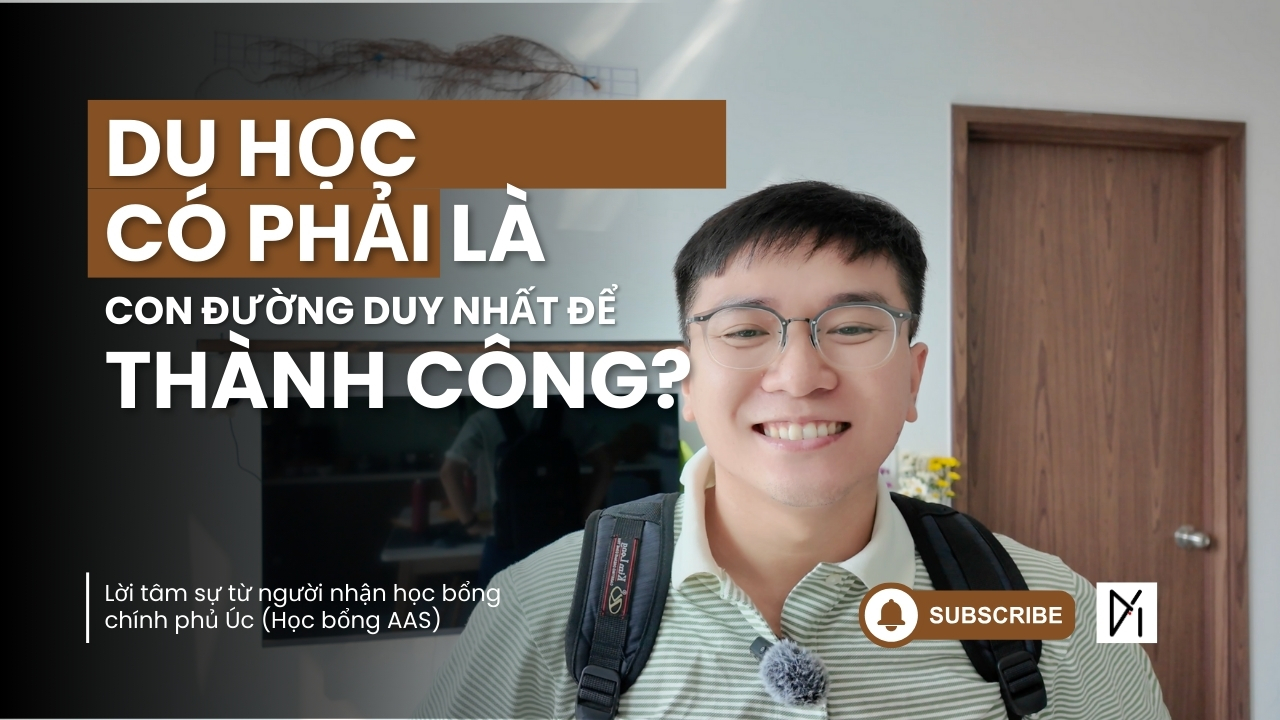 DU HỌC
CÓ PHẢI LÀ
CON ĐƯỜNG DUY NHẤT ĐỂ
THÀNH CÔNG?
Lời tâm sự từ người nhận học bổng
chính phủ Úc (Học bổng AAS)
SUBSCRIBE